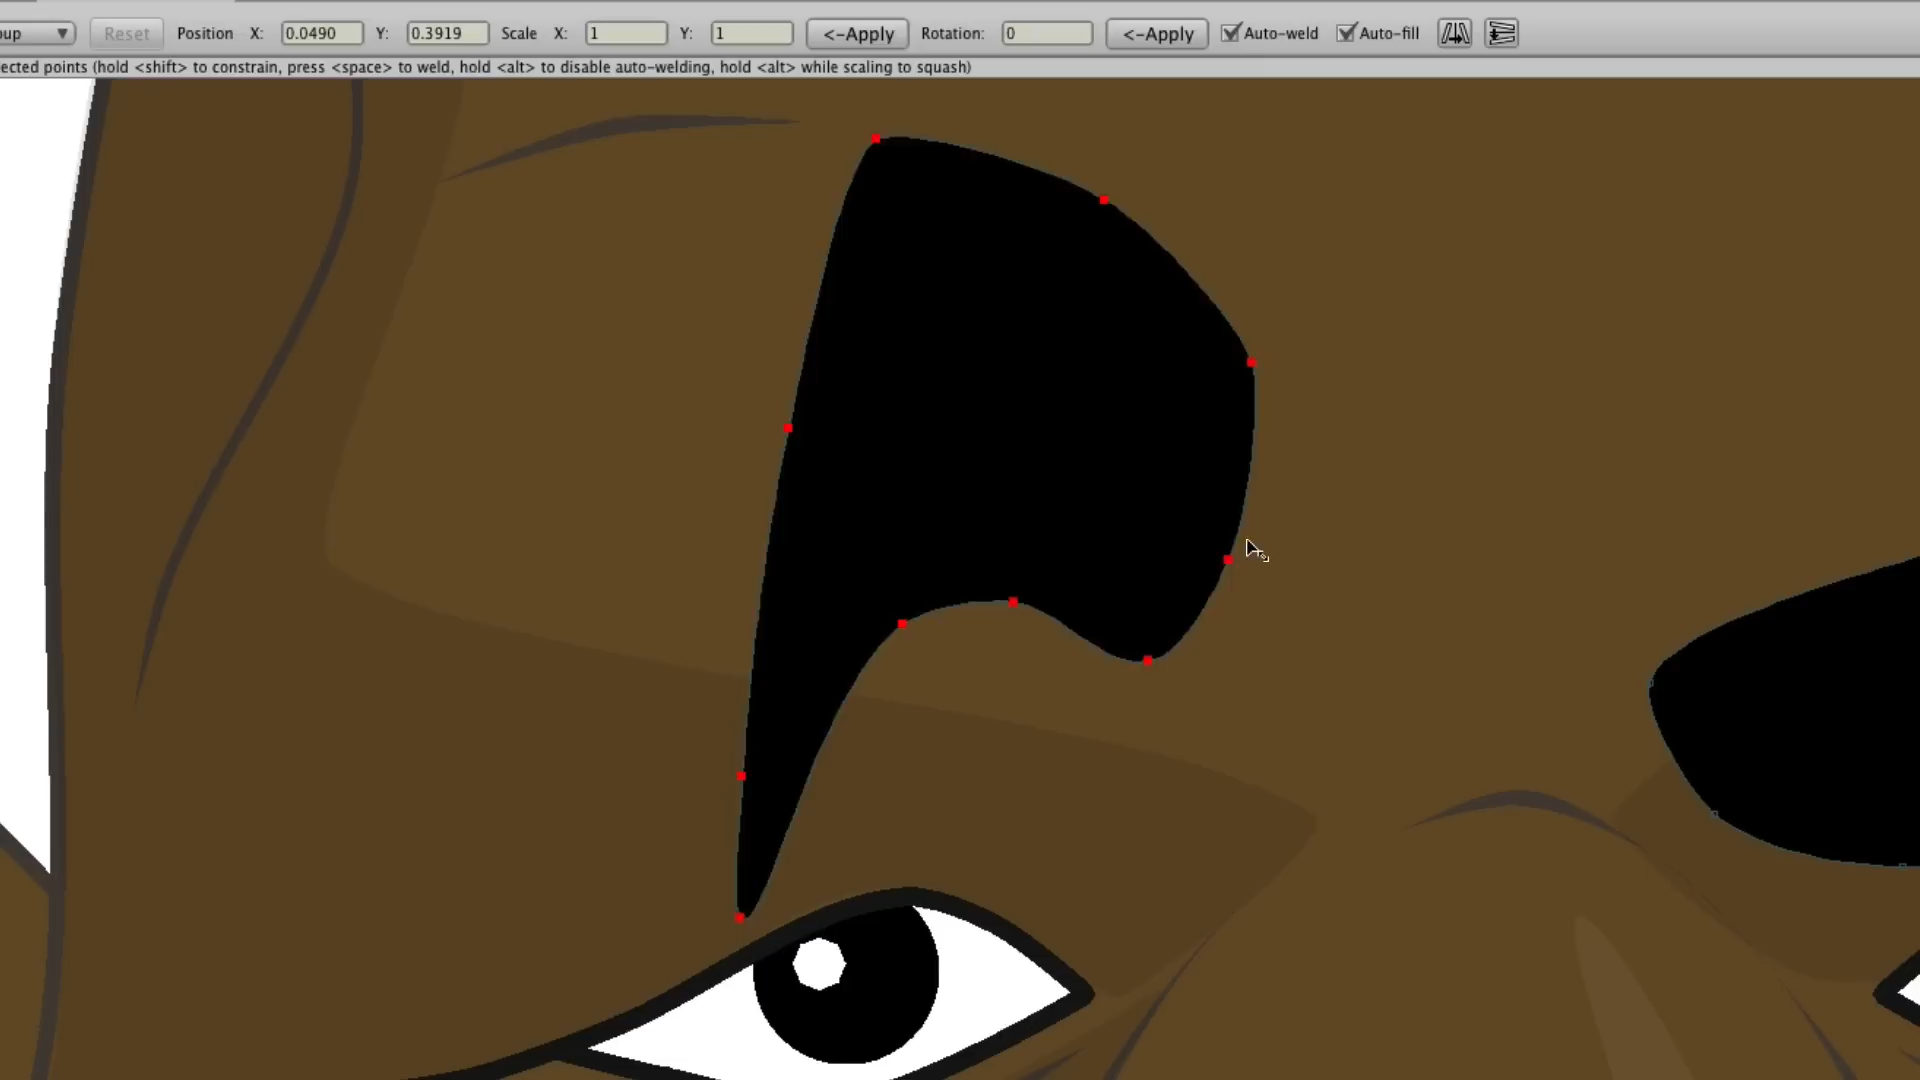 oup Reset Position X: 0.0490 Y: 0.3919 Scale X: 1 Y: 1 <-Apply Rotation: 0 <-Apply Auto-weld Auto-fill
ected points (hold <shift> to constrain, press <space> to weld, hold <alt> to disable auto-welding, hold <alt> while scaling to squash)